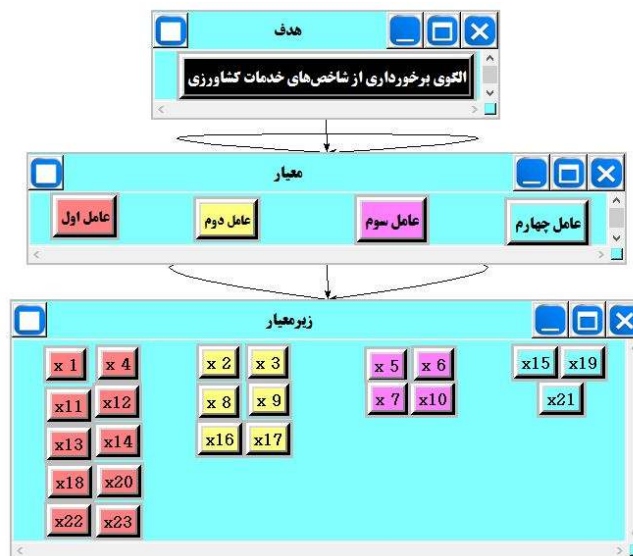 هدف
الگوی برخورداری از شاخص‌های خدمات کشاورزی
معیار
عامل اول عامل دوم عامل سوم عامل چهارم
زیرمعیار
x 1 x 4 x 2 x 3 x 5 x 6 x15 x19
x11 x12 x 8 x 9 x 7 x10 x21
x13 x14 x16 x17
x18 x20
x22 x23